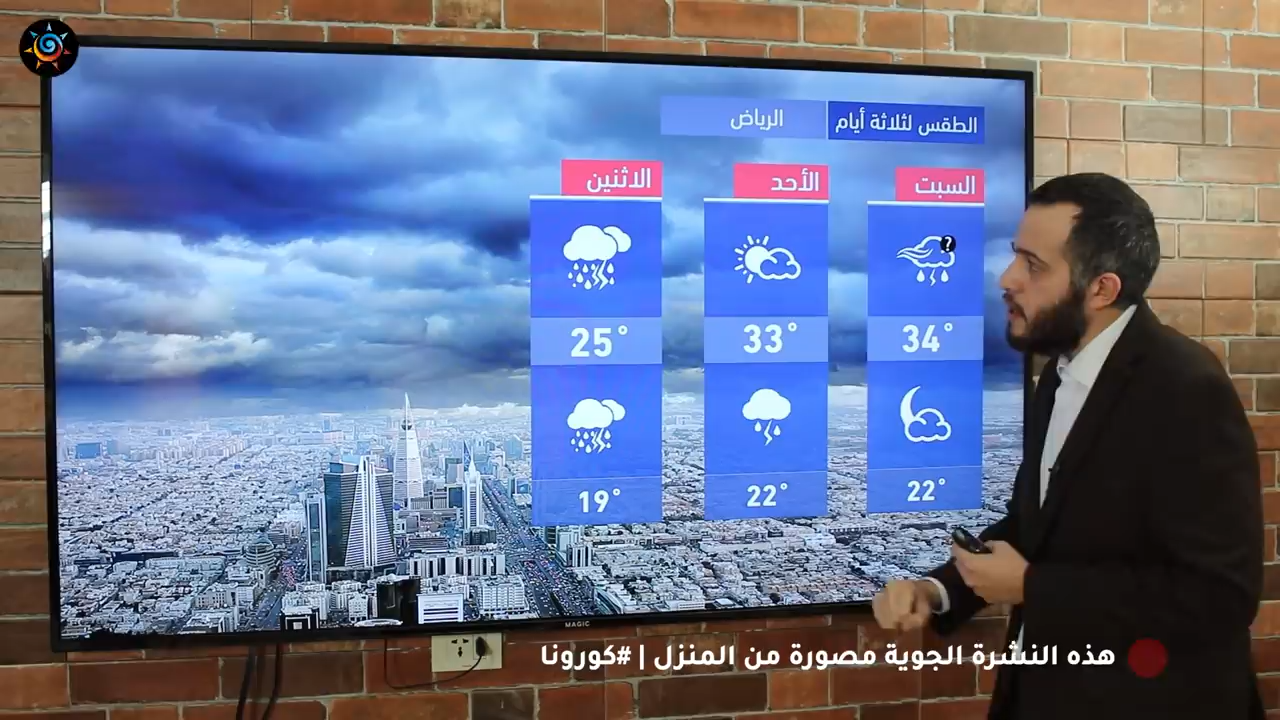 الطقس لثلاثة أيام
الرياض
السبت
الأحد
الاثنين
?
34°
33°
25°
22°
22°
19°
MAGIC
هذه النشرة الجوية مصورة من المنزل | #كورونا